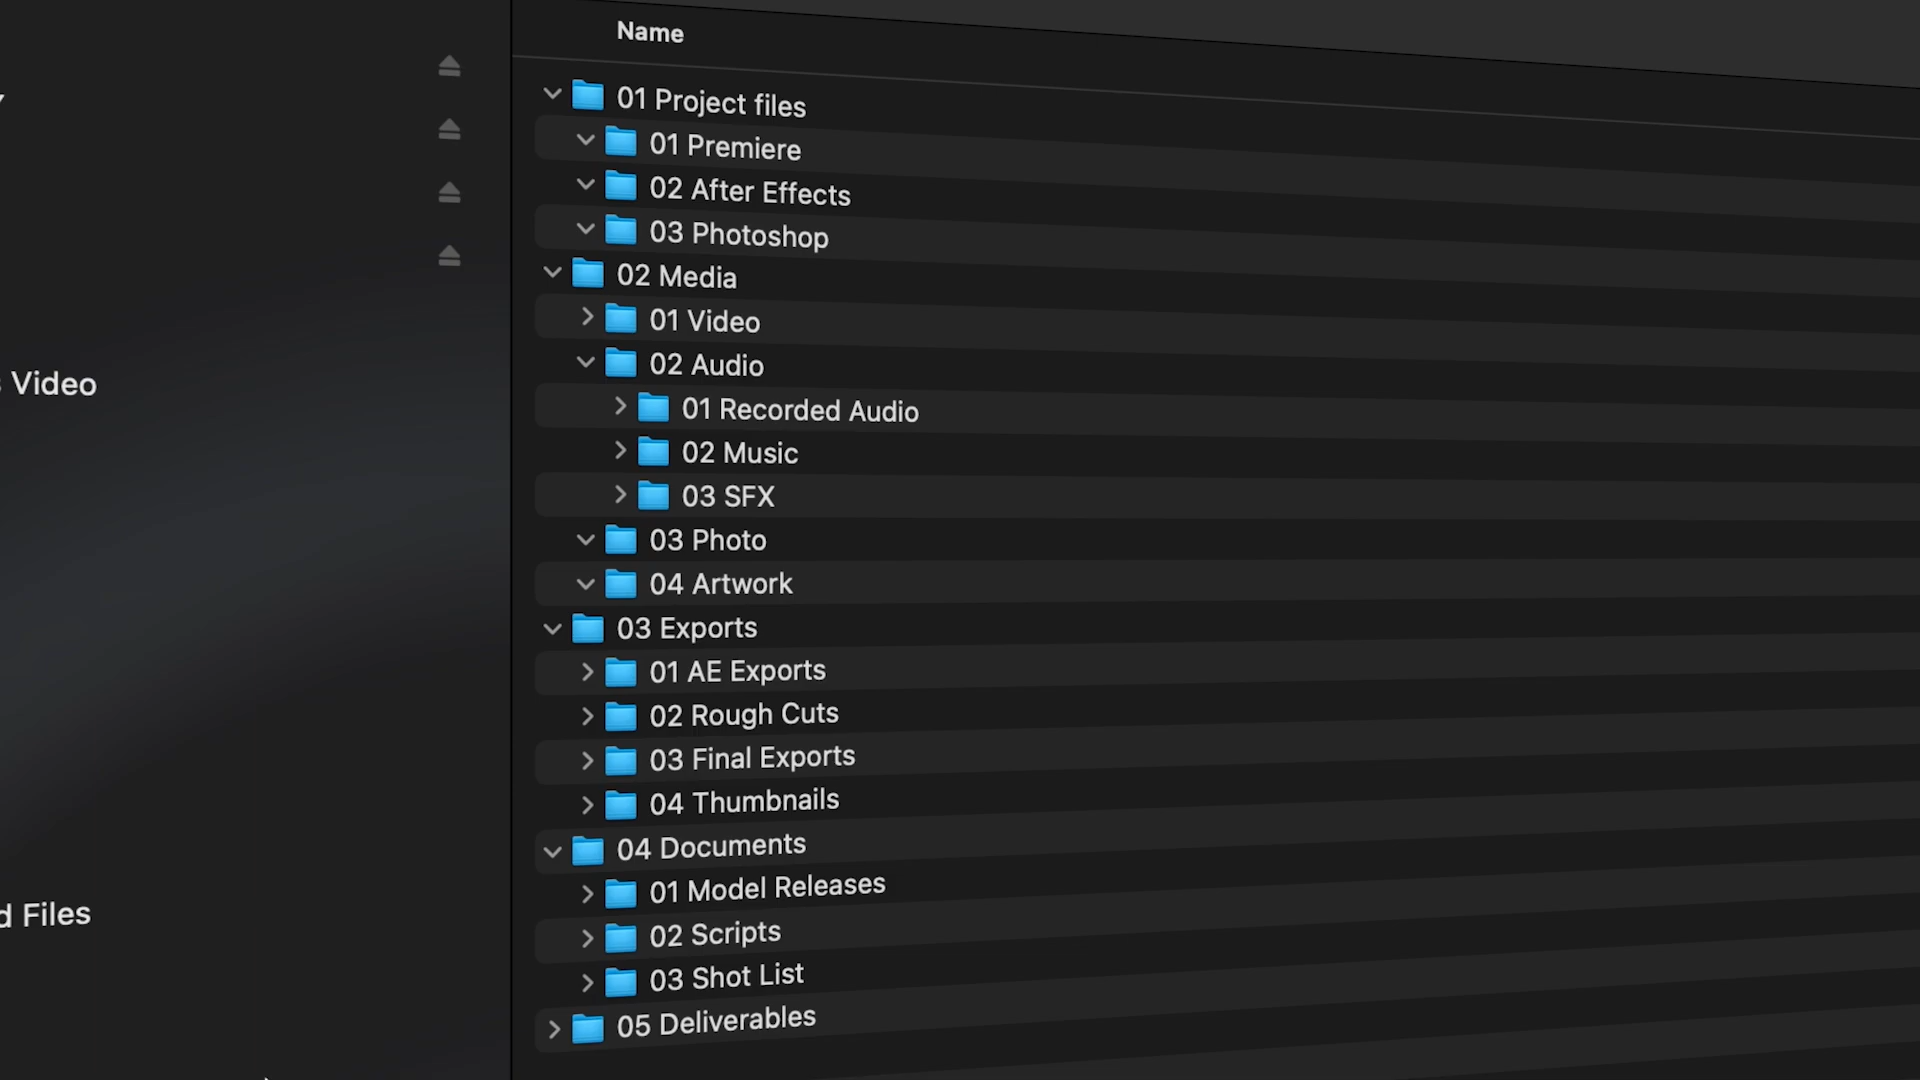 Video
Files
Name
01 Project files
01 Premiere
02 After Effects
03 Photoshop
02 Media
01 Video
02 Audio
01 Recorded Audio
02 Music
03 SFX
03 Photo
04 Artwork
03 Exports
01 AE Exports
02 Rough Cuts
03 Final Exports
04 Thumbnails
04 Documents
01 Model Releases
02 Scripts
03 Shot List
05 Deliverables